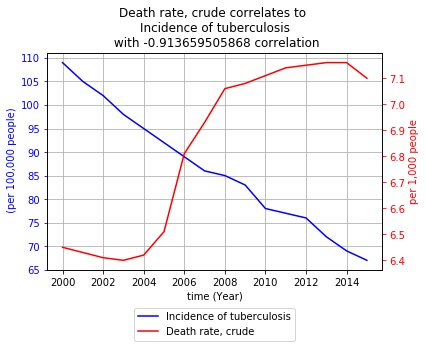 Death rate, crude correlates to
Incidence of tuberculosis
with -0.913659505868 correlation
110
105
100
95
90
85
80
75
70
65
(per 100,000 people)
7.1
7.0
6.9
6.8
6.7
6.6
6.5
6.4
per 1,000 people
2000 2002 2004 2006 2008 2010 2012 2014
time (Year)
Incidence of tuberculosis
Death rate, crude